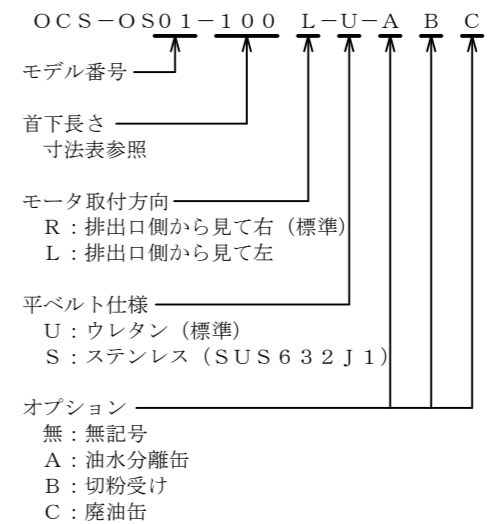 OCS-OS01-100 L-U-A B C
モデル番号
首下長さ
寸法表参照
モータ取付方向
R:排出口側から見て右(標準)
L:排出口側から見て左
平ベルト仕様
U:ウレタン(標準)
S:ステンレス(SUS632J1)
オプション
無:無記号
A:油水分離缶
B:切粉受け
C:廃油缶